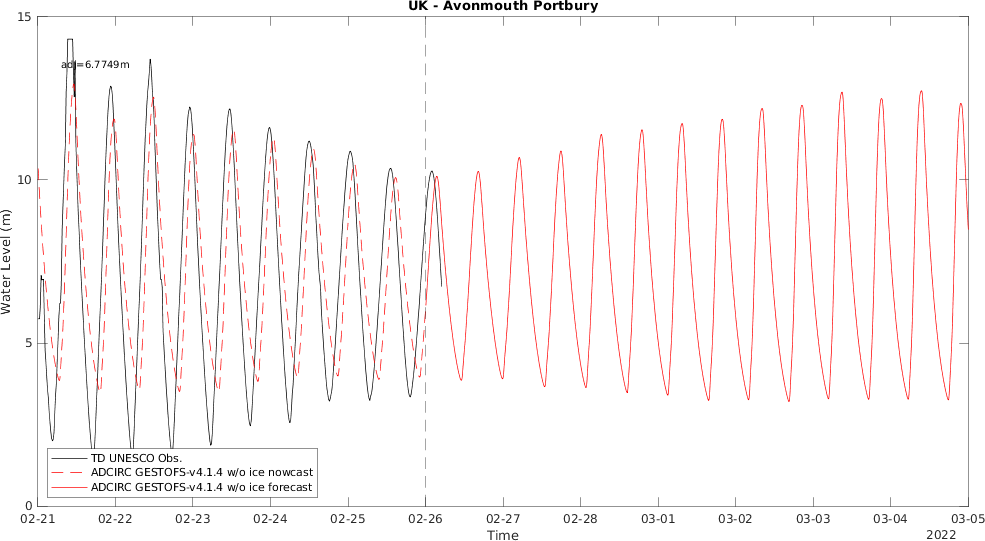 UK - Avonmouth Portbury
15
adj=6.7749m
10
Water Level (m)
5
TD UNESCO Obs.
ADCIRC GESTOFS-v4.1.4 w/o ice nowcast
ADCIRC GESTOFS-v4.1.4 w/o ice forecast
0
02-21 02-22 02-23 02-24 02-25 02-26 02-27 02-28 03-01 03-02 03-03 03-04 03-05
Time
2022